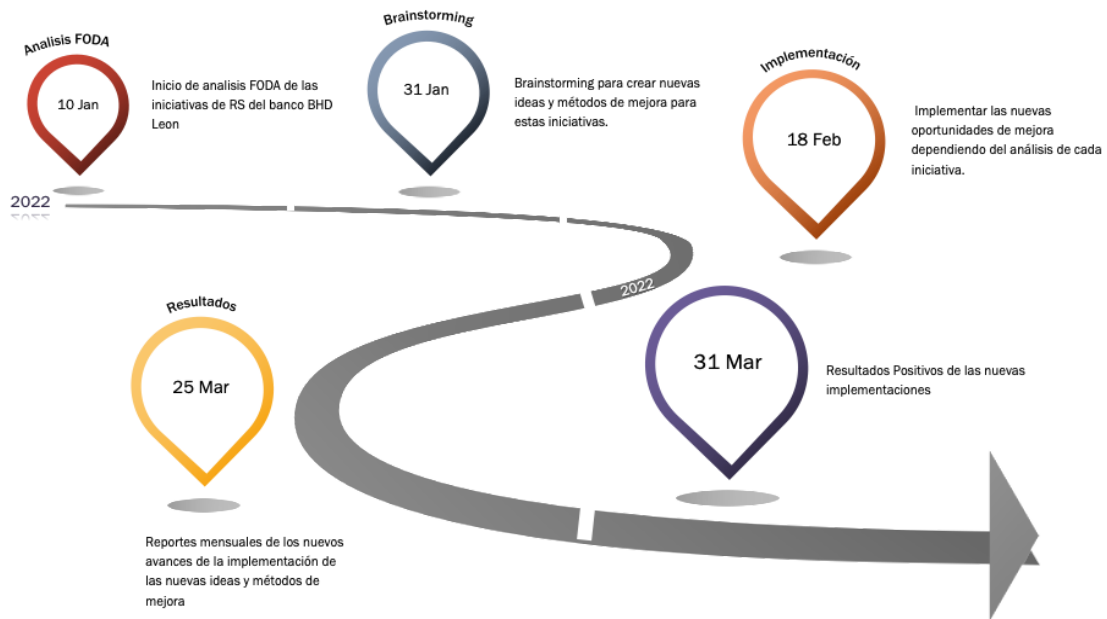 Analisis FODA
10 Jan
Inicio de analisis FODA de las
iniciativas de RS del banco BHD
Leon
Brainstorming
31 Jan
Brainstorming para crear nuevas
ideas y métodos de mejora para
estas iniciativas.
Implementación
18 Feb
Implementar las nuevas
oportunidades de mejora
dependiendo del análisis de cada
iniciativa.
2022
2022
Resultados
25 Mar
Reportes mensuales de los nuevos
avances de la implementación de
las nuevas ideas y métodos de
mejora
31 Mar
Resultados Positivos de las nuevas
implementaciones